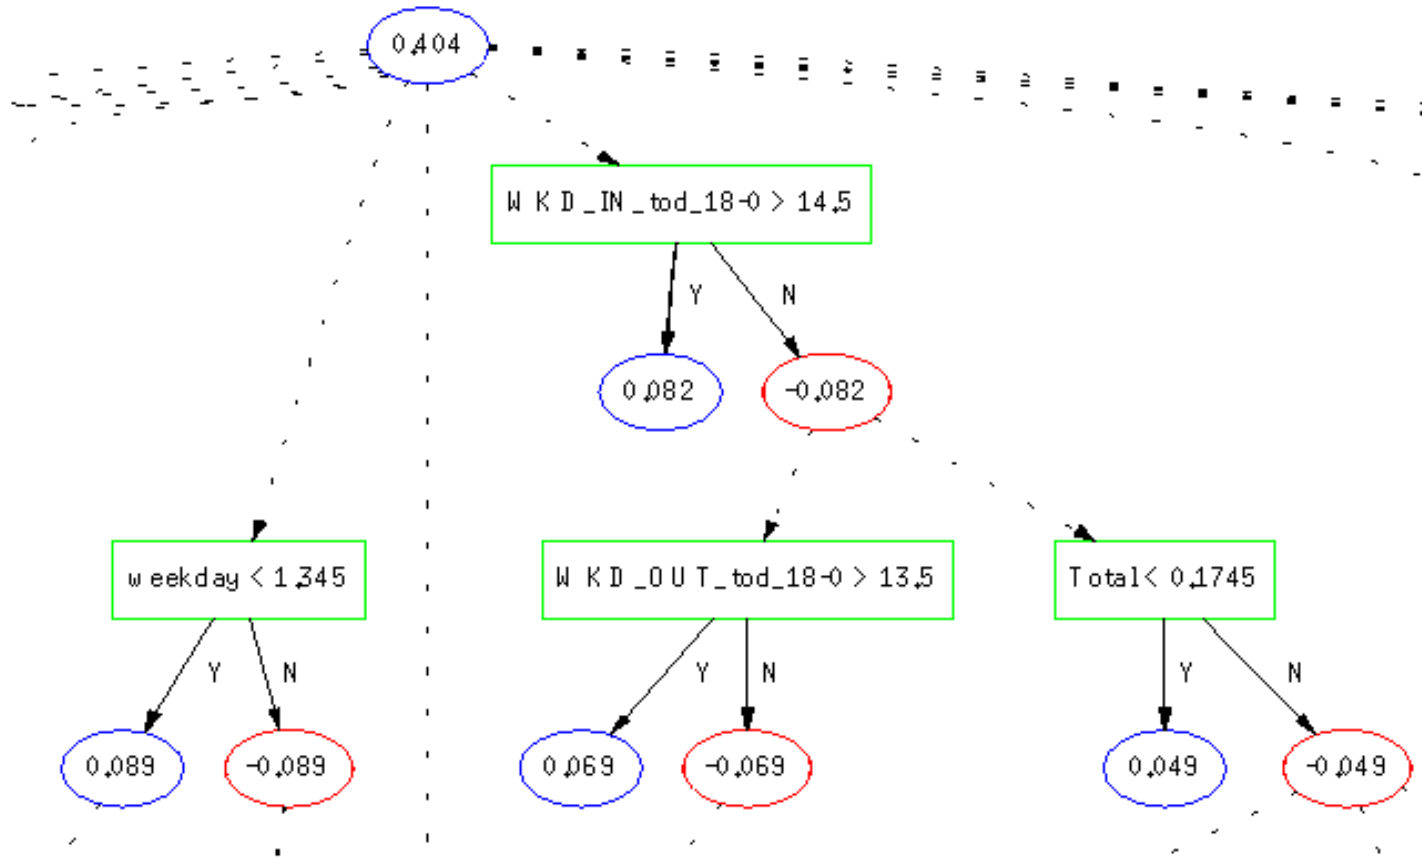 0.404
WKD_IN_tod_18-0 > 14.5
Y N
0.082 -0.082
weekday < 1.345 WKD_OUT_tod_18-0 > 13.5 Total< 0.1745
Y N Y N Y N
0.089 -0.089 0.069 -0.069 0.049 -0.049